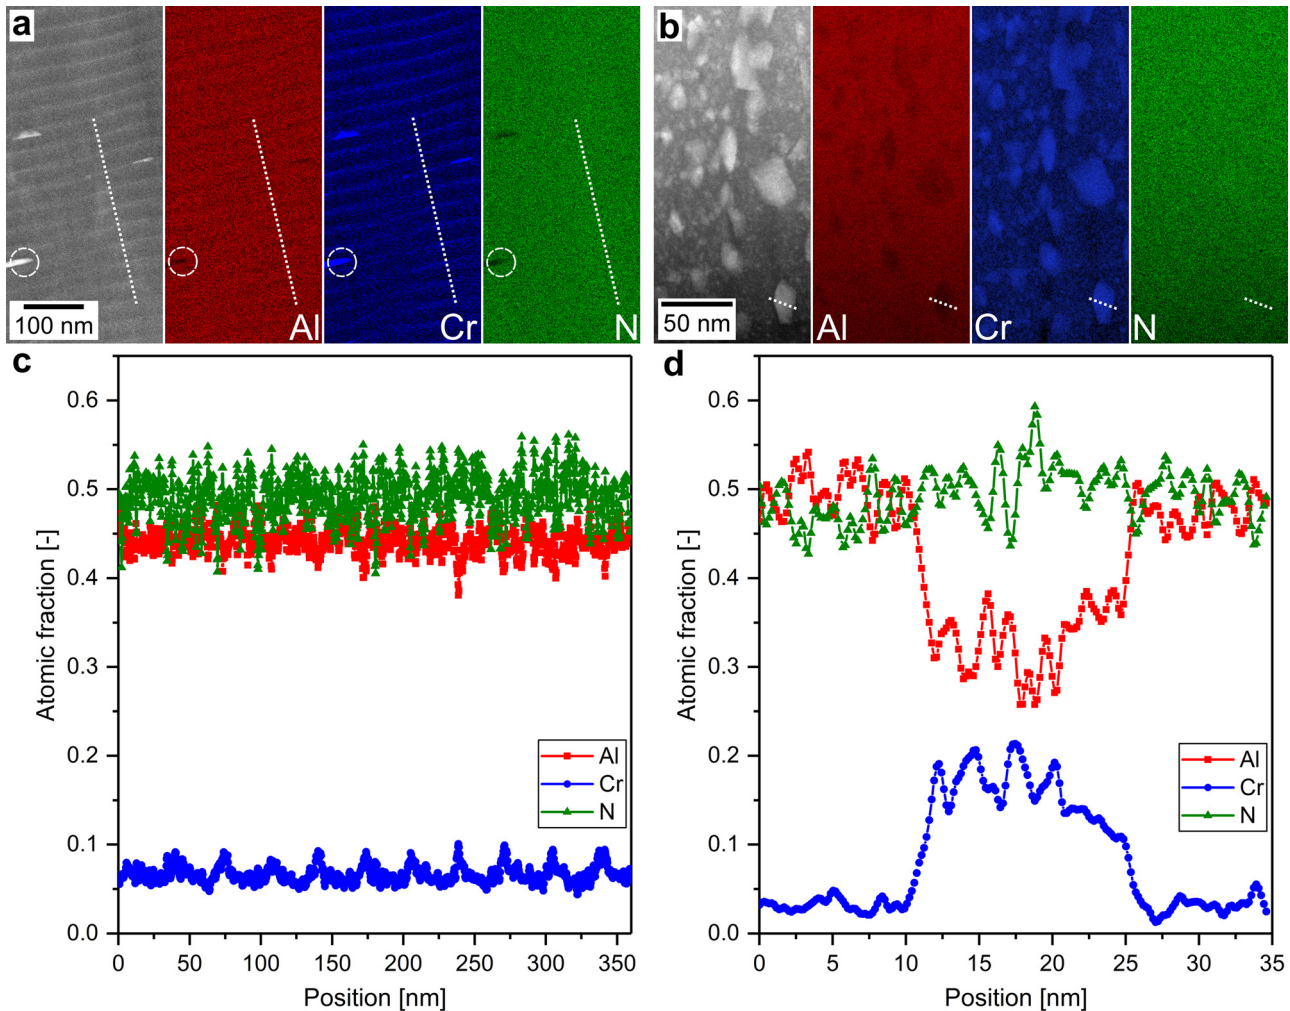 a
b
100 nm
Al
Cr
N
50 nm
Al
Cr
N
c
d
0.6
0.5
0.4
0.3
0.2
0.1
0.0
Atomic fraction [-]
Al
Cr
N
0 50 100 150 200 250 300 350
Position [nm]
0.6
0.5
0.4
0.3
0.2
0.1
0.0
Atomic fraction [-]
Al
Cr
N
0 5 10 15 20 25 30 35
Position [nm]